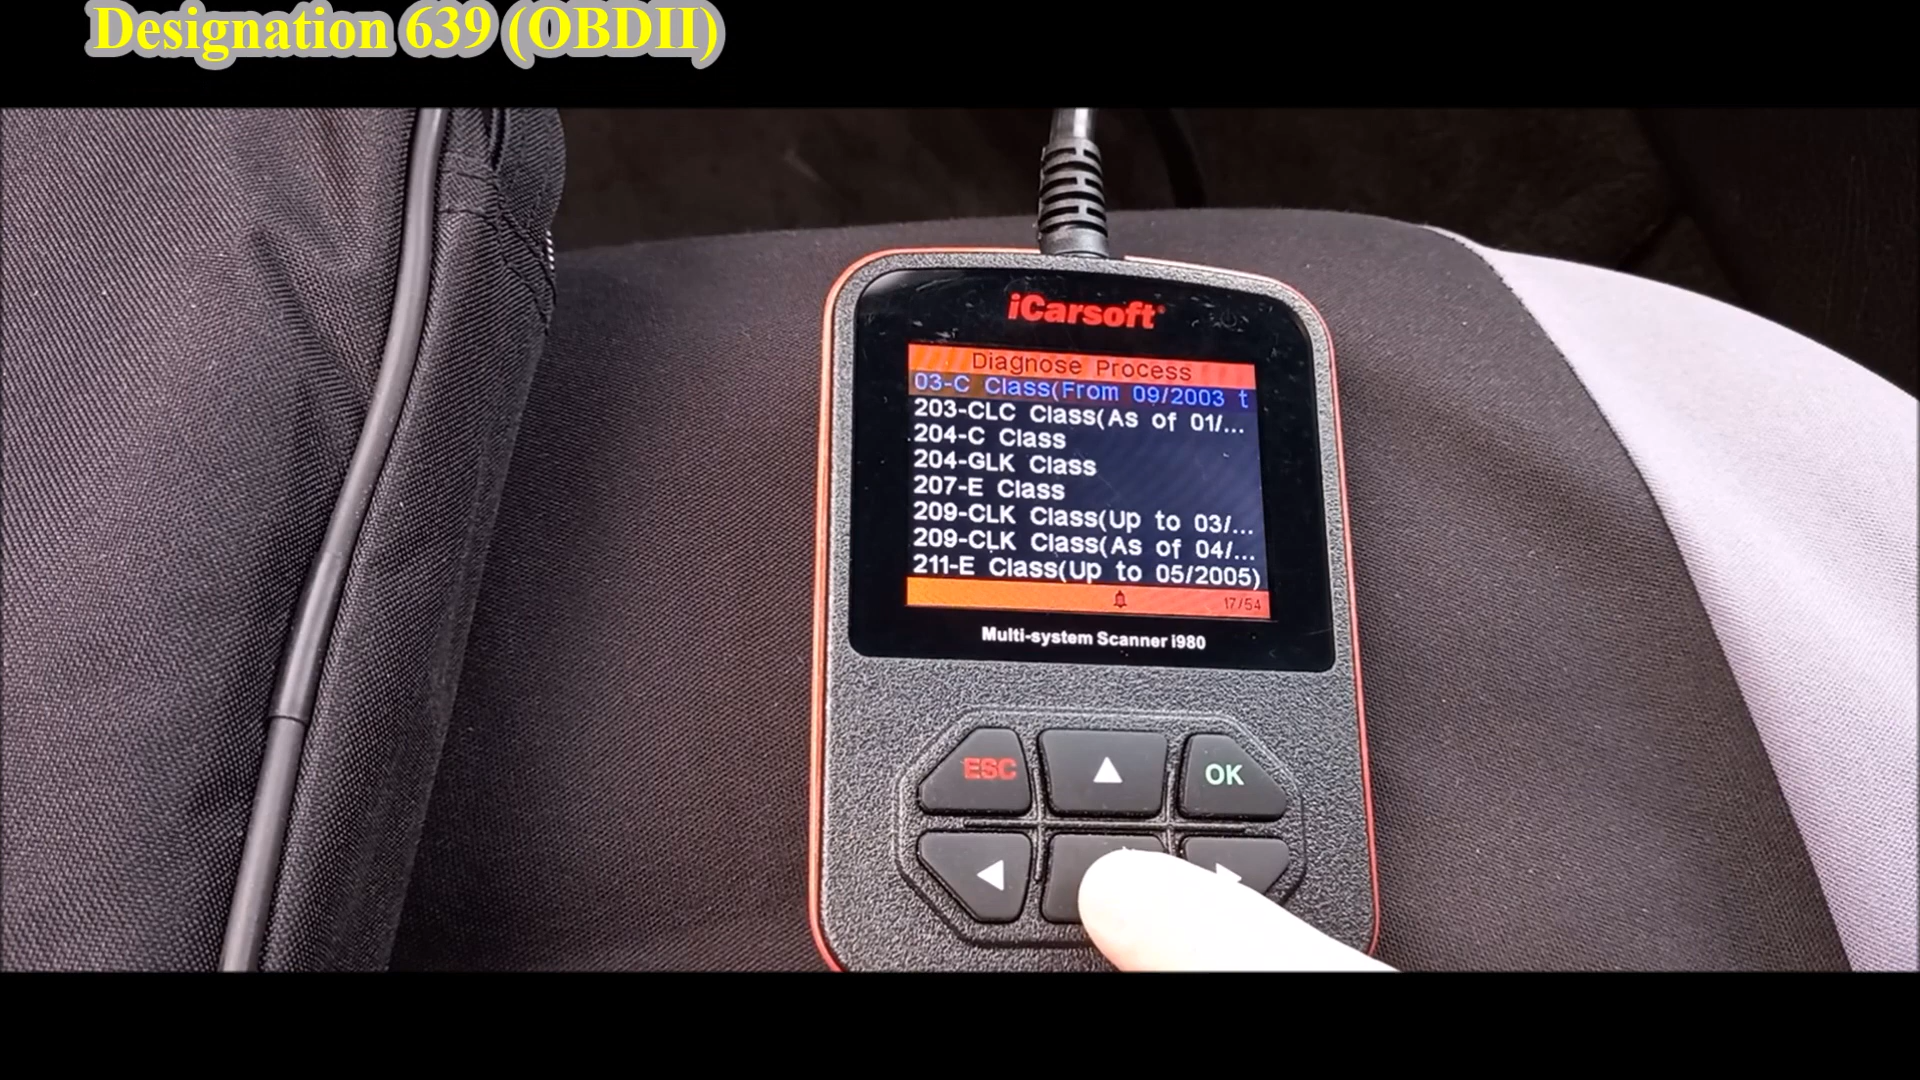 Designation 639 (OBDII)
iCarsoft
Diagnose Process
03-C Class(From 09/2003 t
203-CLC Class(As of 01/...
204-C Class
204-GLK Class
207-E Class
209-CLK Class(Up to 03/...
209-CLK Class(As of 04/...
211-E Class(Up to 05/2005)
17/54
Multi-system Scanner i980
ESC
OK